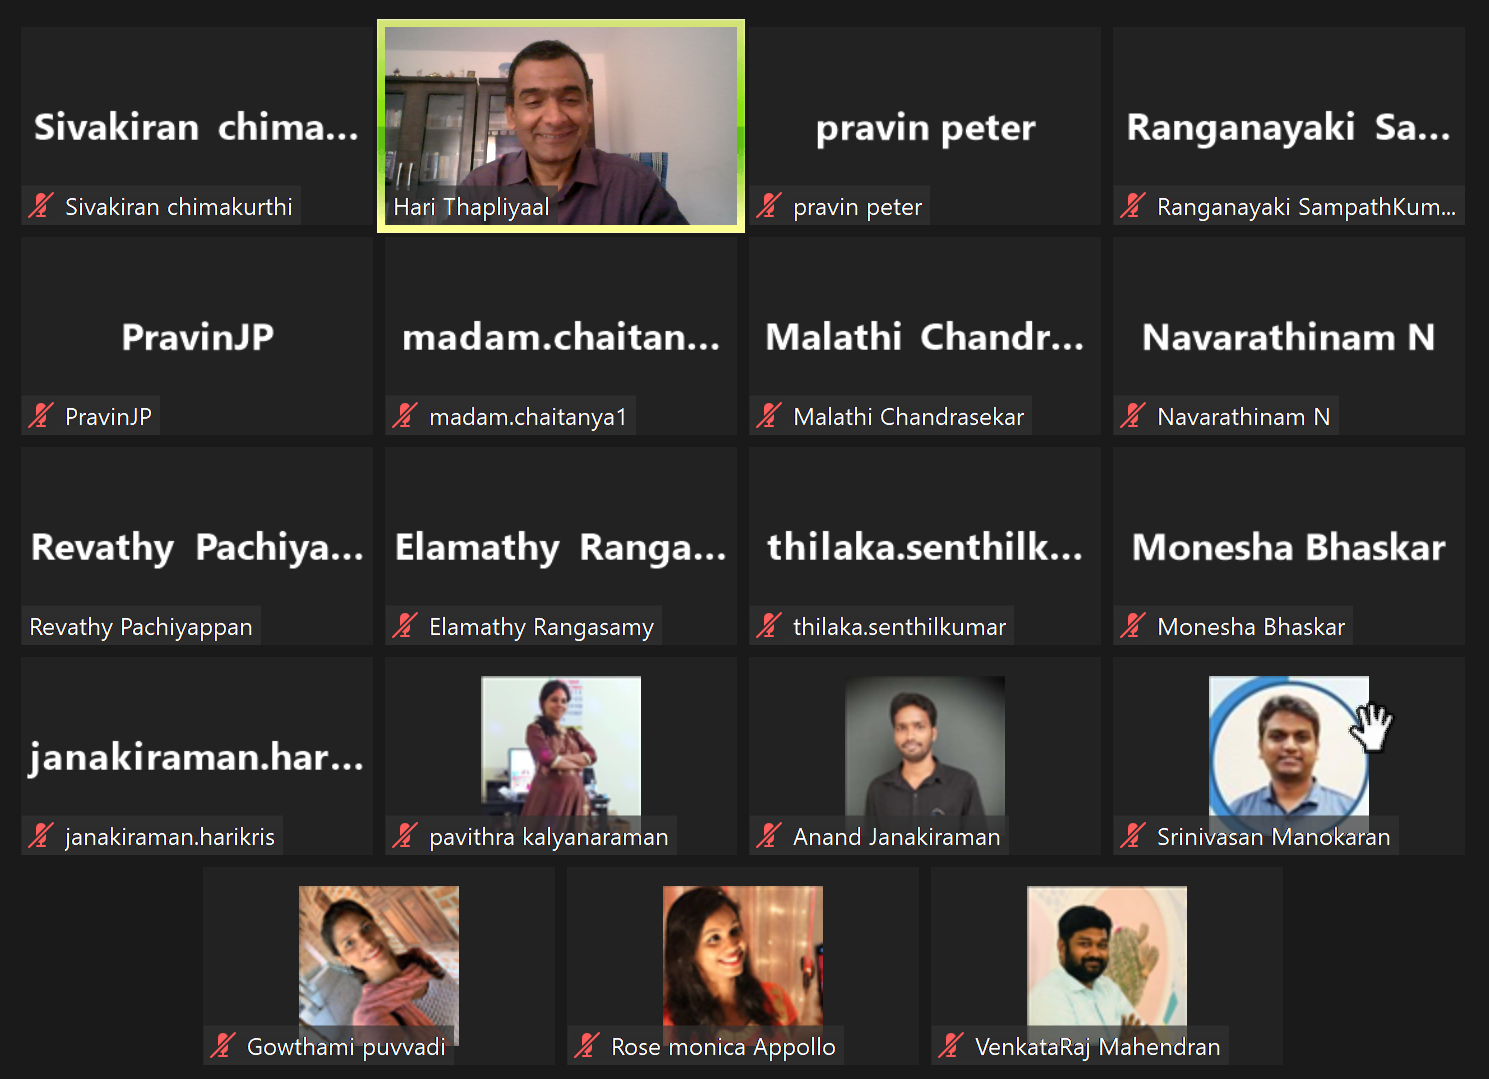 Sivakiran chima...
Sivakiran chimakurthi
Hari Thapliyaal
pravin peter
pravin peter
Ranganayaki Sa...
Ranganayaki SampathKum...
PravinJP
PravinJP
madam.chaitan...
madam.chaitanya1
Malathi Chandr...
Malathi Chandrasekar
Navarathinam N
Navarathinam N
Revathy Pachiya...
Revathy Pachiyappan
Elamathy Ranga...
Elamathy Rangasamy
thilaka.senthilk...
thilaka.senthilkumar
Monesha Bhaskar
Monesha Bhaskar
janakiraman.har...
janakiraman.harikris
pavithra kalyanaraman
Anand Janakiraman
Srinivasan Manokaran
Gowthami puvvadi
Rose monica Appollo
VenkataRaj Mahendran